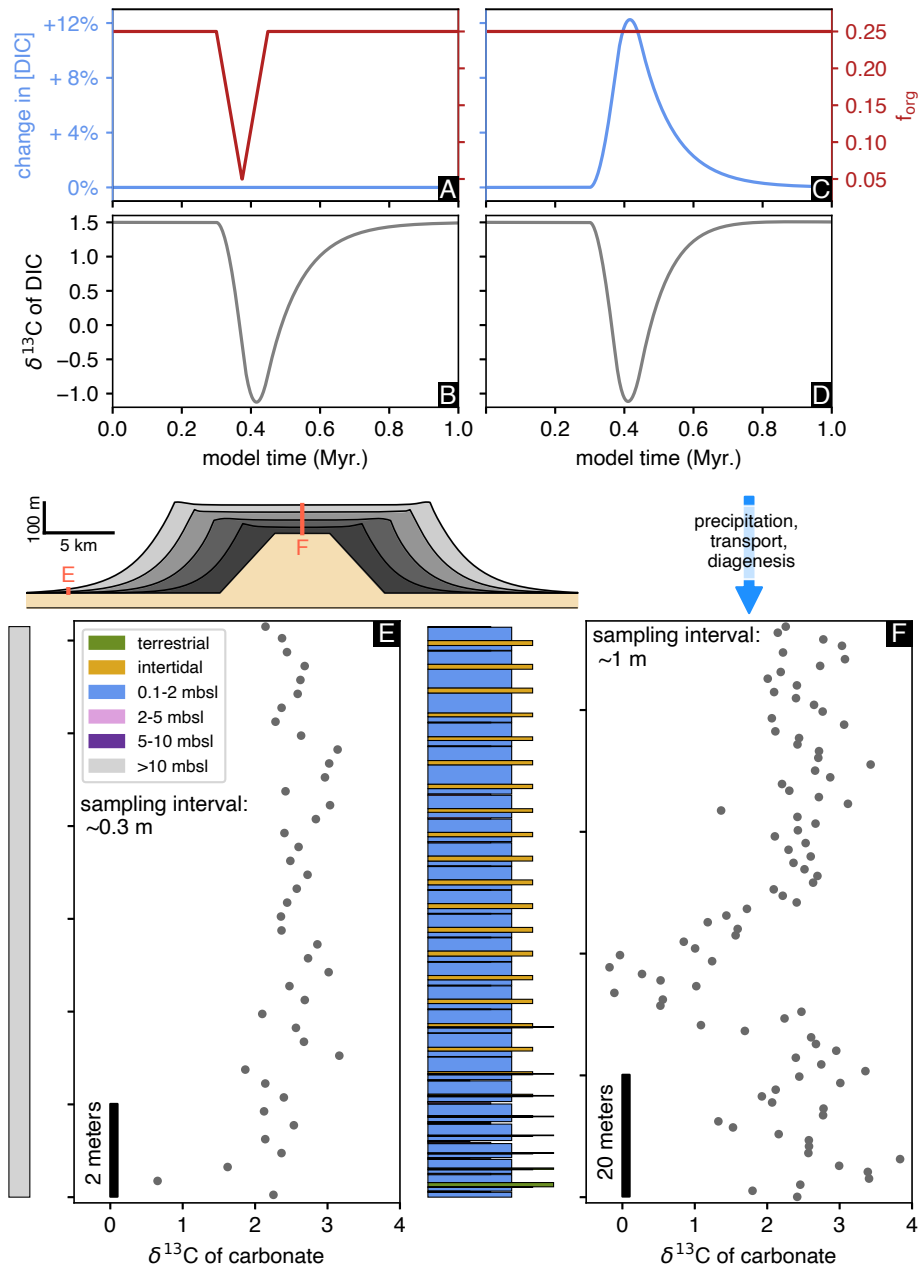 +12%
+ 8%
+ 4%
0%
change in [DIC]
A
C
0.25
0.20
0.15
0.10
0.05
f_org
1.5
1.0
0.5
0.0
−0.5
−1.0
δ¹³C of DIC
B
D
0.0
0.2
0.4
0.6
0.8
1.0
0.2
0.4
0.6
0.8
1.0
model time (Myr.)
model time (Myr.)
100 m
5 km
E
F
precipitation,
transport,
diagenesis
E
terrestrial
intertidal
0.1-2 mbsl
2-5 mbsl
5-10 mbsl
>10 mbsl
sampling interval:
~0.3 m
2 meters
0
1
2
3
4
δ¹³C of carbonate
F
sampling interval:
~1 m
20 meters
0
1
2
3
4
δ¹³C of carbonate